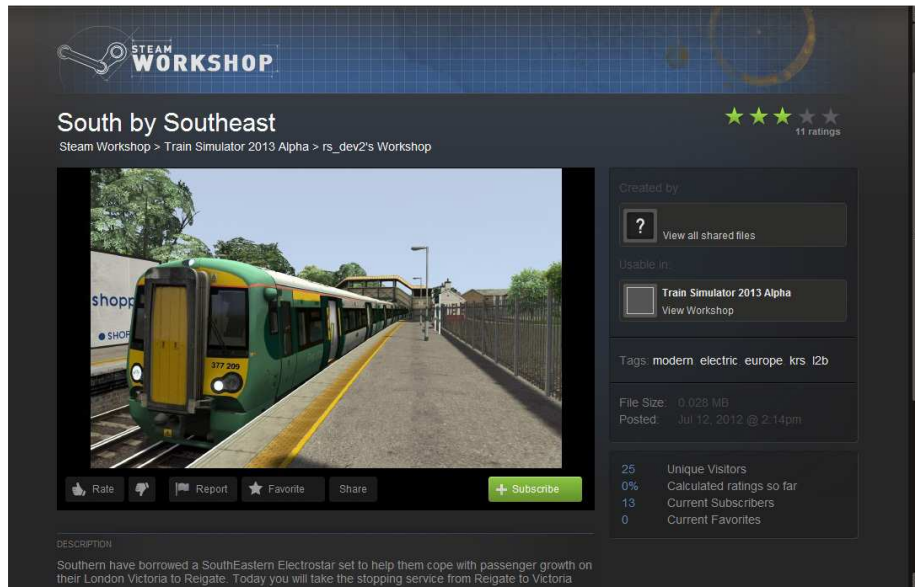 STEAM
WORKSHOP
South by Southeast
11 ratings
Steam Workshop > Train Simulator 2013 Alpha > rs_dev2's Workshop
shopp
SHOP
377 209
Rate
Report
Favorite
Share
Subscribe
Created by:
?
View all shared files
Usable in:
Train Simulator 2013 Alpha
View Workshop
Tags: modern electric europe krs l2b
File Size: 0.028 MB
Posted: Jul 12, 2012 @ 2:14pm
25 Unique Visitors
0% Calculated ratings so far
13 Current Subscribers
0 Current Favorites
DESCRIPTION
Southern have borrowed a SouthEastern Electrostar set to help them cope with passenger growth on
their London Victoria to Reigate. Today you will take the stopping service from Reigate to Victoria